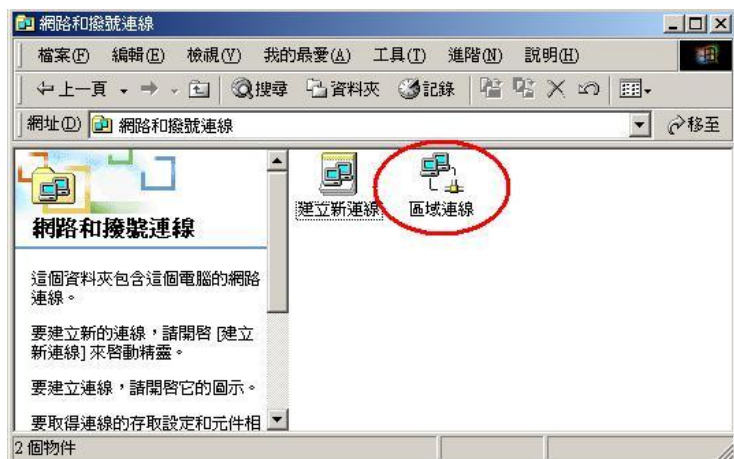 網路和撥號連線
檔案(F) 編輯(E) 檢視(V) 我的最愛(A) 工具(T) 進階(N) 說明(H)
上一頁 搜尋 資料夾 記錄
網址(D) 網路和撥號連線 移至
建立新連線 區域連線
網路和撥號連線
這個資料夾包含這個電腦的網路
連線。
要建立新的連線，請開啟 [建立
新連線] 來啟動精靈。
要建立連線，請開啟它的圖示。
要取得連線的存取設定和元件相
2 個物件